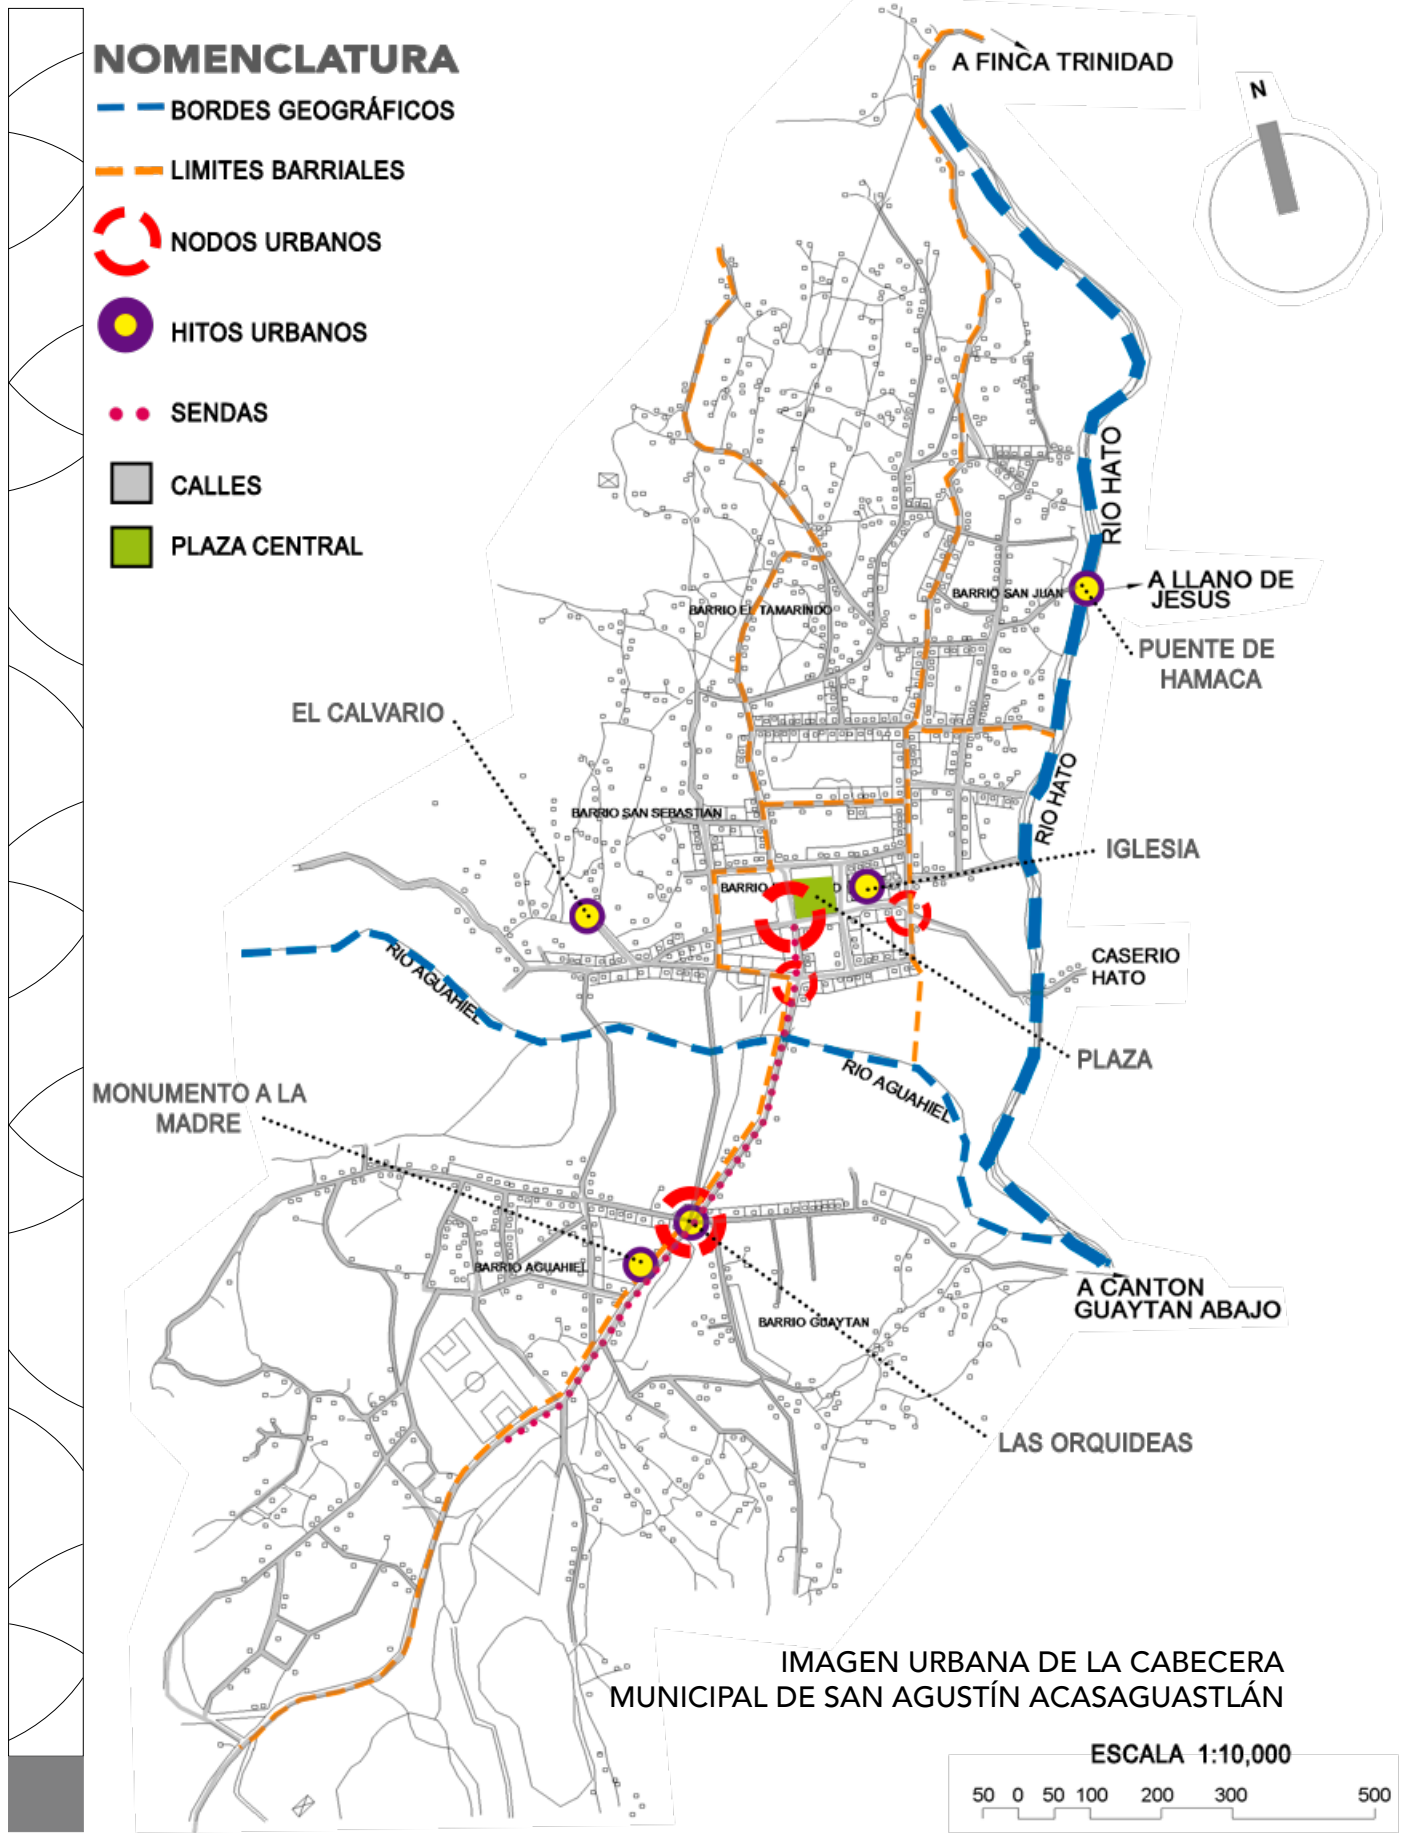 NOMENCLATURA
BORDES GEOGRÁFICOS
LIMITES BARRIALES
NODOS URBANOS
HITOS URBANOS
SENDAS
CALLES
PLAZA CENTRAL
A FINCA TRINIDAD
N
RIO HATO
A LLANO DE
JESUS
BARRIO SAN JUAN
BARRIO EL TAMARINDO
PUENTE DE
HAMACA
EL CALVARIO
RIO HATO
BARRIO SAN SEBASTIAN
IGLESIA
BARRIO
CASERIO
HATO
RIO AGUAHIEL
PLAZA
RIO AGUAHIEL
MONUMENTO A LA
MADRE
BARRIO AGUAHIEL
A CANTON
GUAYTAN ABAJO
BARRIO GUAYTAN
LAS ORQUIDEAS
IMAGEN URBANA DE LA CABECERA
MUNICIPAL DE SAN AGUSTÍN ACASAGUASTLÁN
ESCALA 1:10,000
50 0 50 100 200 300 500